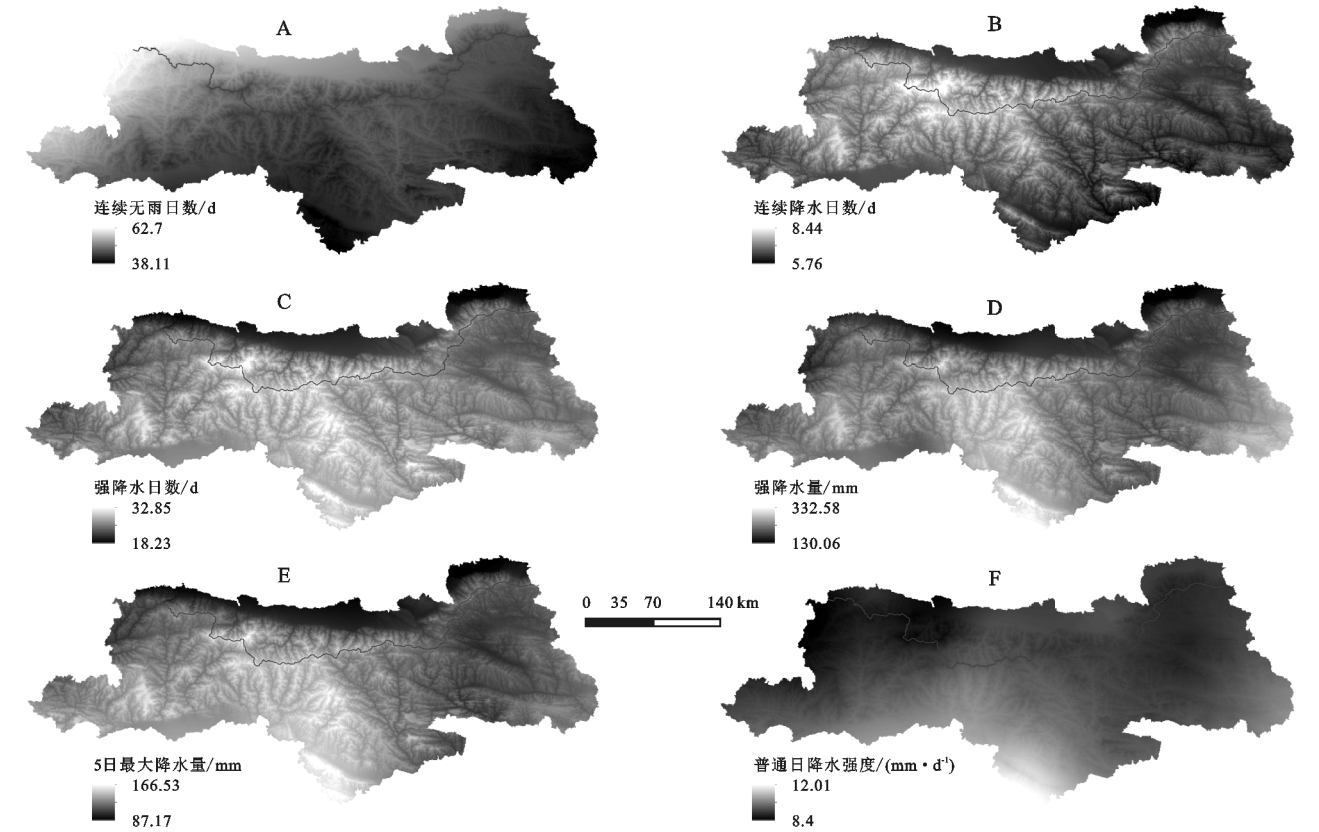 A
连续无雨日数/d
62.7
38.11
B
连续降水日数/d
8.44
5.76
C
强降水日数/d
32.85
18.23
D
强降水量/mm
332.58
130.06
E
5日最大降水量/mm
166.53
87.17
0 35 70 140 km
F
普通日降水强度/(mm·d⁻¹)
12.01
8.4